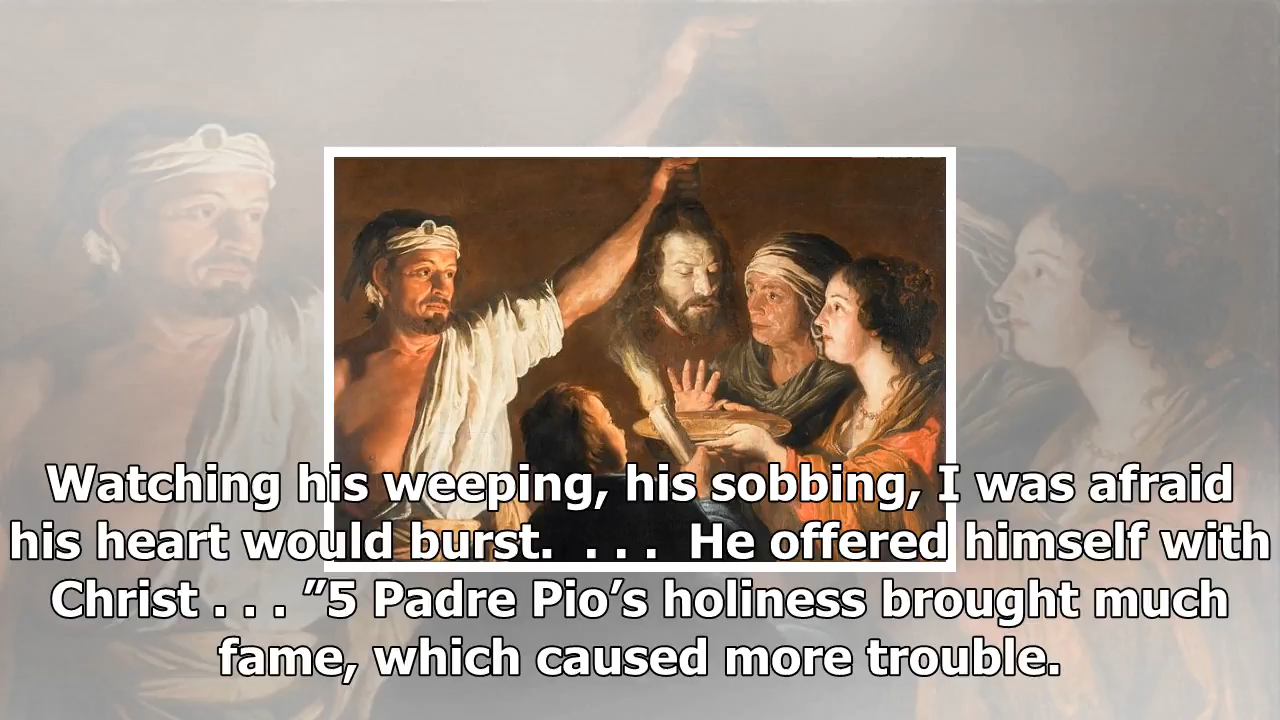 Watching his weeping, his sobbing, I was afraid
his heart would burst.  . . .  He offered himself with
Christ . . . ”5 Padre Pio’s holiness brought much
fame, which caused more trouble.